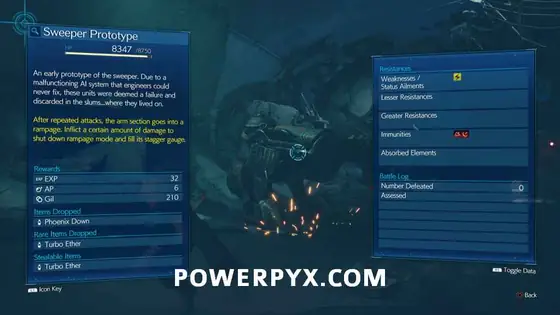 Sweeper Prototype
HP 8347/8750
An early prototype of the sweeper. Due to a
malfunctioning AI system that engineers could
never fix, these units were deemed a failure and
discarded in the slums...where they lived on.
After repeated attacks, the arm section goes into a
rampage. Inflict a certain amount of damage to
shut down rampage mode and fill its stagger gauge.
Rewards
EXP 32
AP 6
Gil 210
Items Dropped
Phoenix Down
Rare Items Dropped
Turbo Ether
Stealable Items
Turbo Ether
Icon Key
Resistances
Weaknesses /
Status Ailments
Lesser Resistances
Greater Resistances
Immunities
Absorbed Elements
Battle Log
Number Defeated 0
Assessed
Toggle Data
Back
POWERPYX.COM